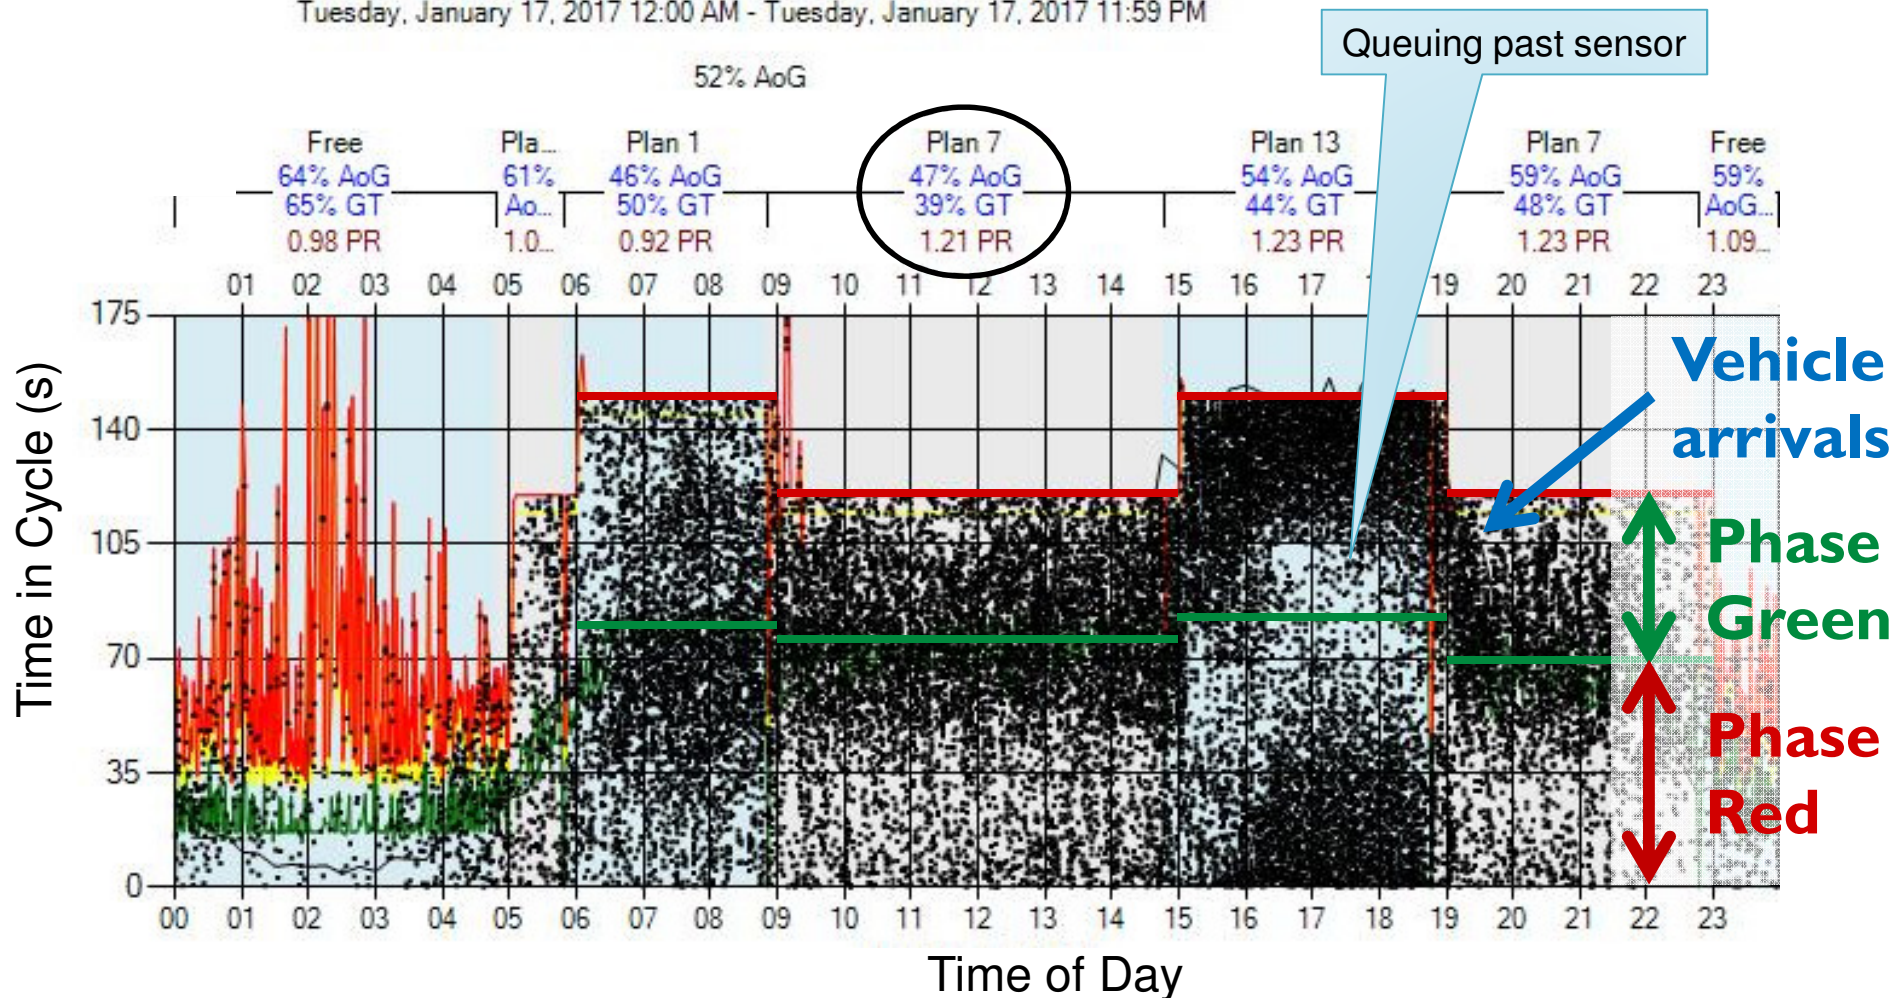 Tuesday, January 17, 2017 12:00 AM - Tuesday, January 17, 2017 11:59 PM
Queuing past sensor
52% AoG
Free Pla... Plan 1 Plan 7 Plan 13 Plan 7 Free
64% AoG 61% 46% AoG 47% AoG 54% AoG 59% AoG 59%
65% GT Ao... 50% GT 39% GT 44% GT 48% GT AoG...
0.98 PR 1.0... 0.92 PR 1.21 PR 1.23 PR 1.23 PR 1.09...
01 02 03 04 05 06 07 08 09 10 11 12 13 14 15 16 17 19 20 21 22 23
175
140
105
70
35
0
Time in Cycle (s)
Vehicle
arrivals
Phase
Green
Phase
Red
00 01 02 03 04 05 06 07 08 09 10 11 12 13 14 15 16 17 18 19 20 21 22 23
Time of Day